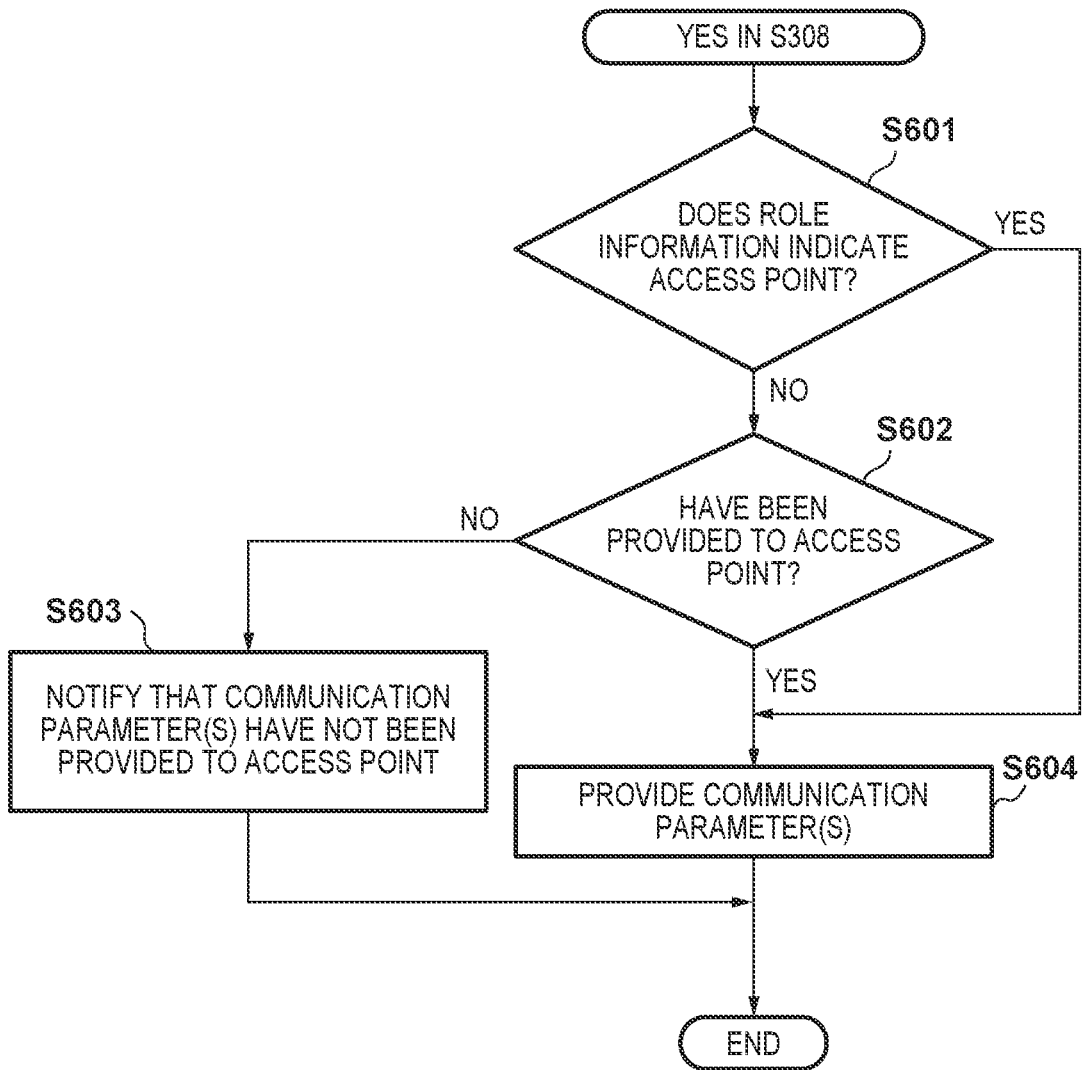 YES IN S308
S601
DOES ROLE
INFORMATION INDICATE
ACCESS POINT?
YES
NO
S602
HAVE BEEN
PROVIDED TO ACCESS
POINT?
NO
YES
S603
NOTIFY THAT COMMUNICATION
PARAMETER(S) HAVE NOT BEEN
PROVIDED TO ACCESS POINT
S604
PROVIDE COMMUNICATION
PARAMETER(S)
END